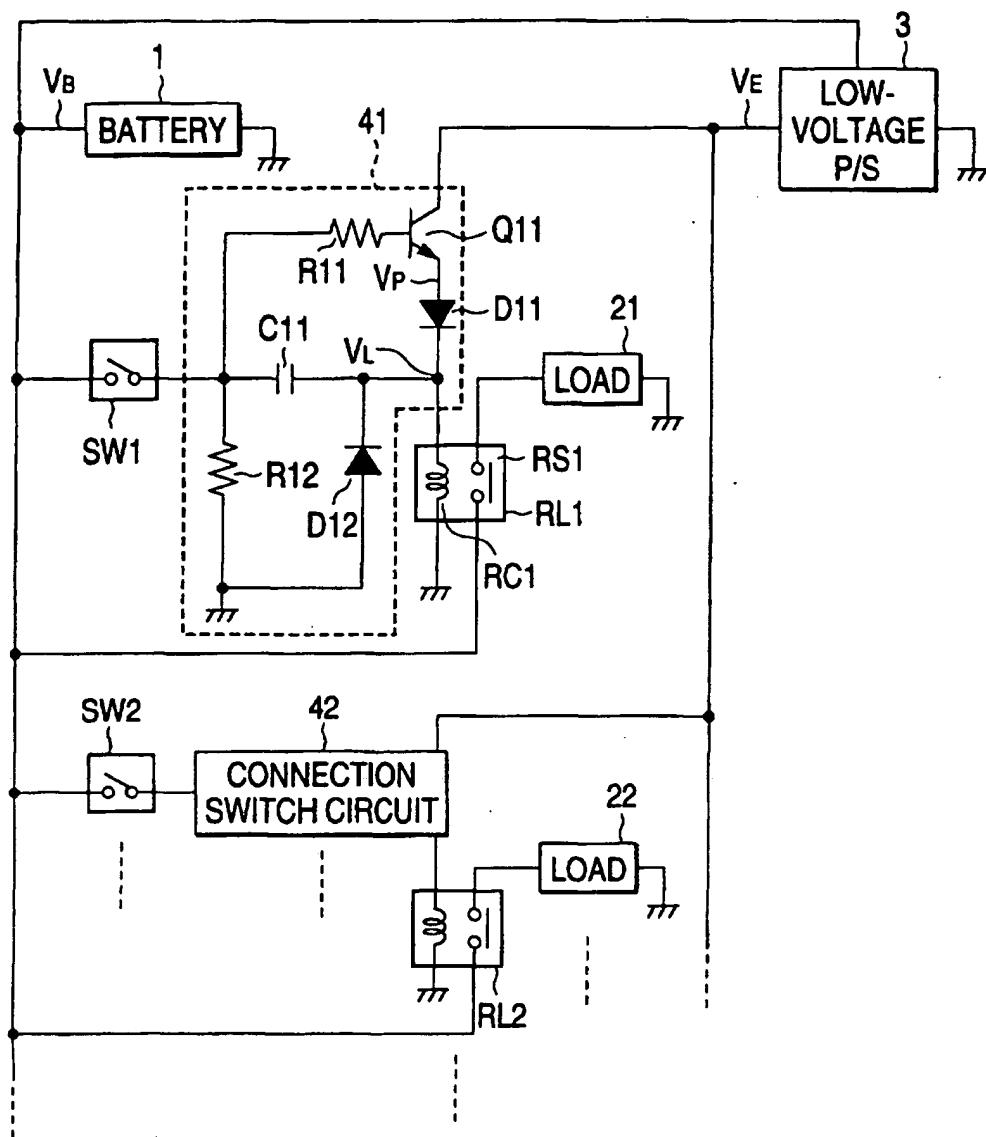 3
1
VB
BATTERY
41
VE
LOW-
VOLTAGE
P/S
R11
Q11
VP
D11
C11
VL
21
LOAD
SW1
R12
D12
RS1
RL1
RC1
SW2
42
CONNECTION
SWITCH CIRCUIT
22
LOAD
RL2